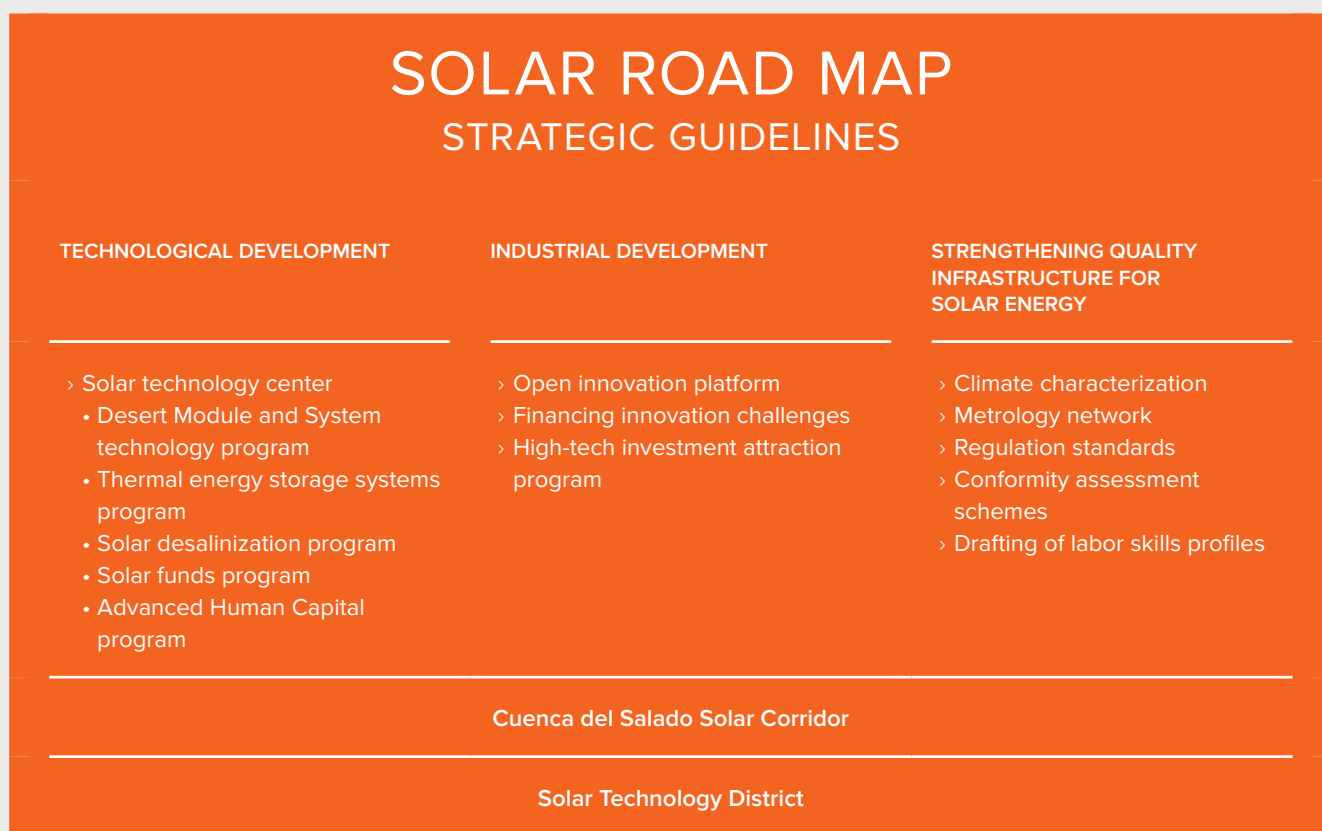 SOLAR ROAD MAP
STRATEGIC GUIDELINES
TECHNOLOGICAL DEVELOPMENT
› Solar technology center
• Desert Module and System
technology program
• Thermal energy storage systems
program
• Solar desalinization program
• Solar funds program
• Advanced Human Capital
program
INDUSTRIAL DEVELOPMENT
› Open innovation platform
› Financing innovation challenges
› High-tech investment attraction
program
STRENGTHENING QUALITY
INFRASTRUCTURE FOR
SOLAR ENERGY
› Climate characterization
› Metrology network
› Regulation standards
› Conformity assessment
schemes
› Drafting of labor skills profiles
Cuenca del Salado Solar Corridor
Solar Technology District